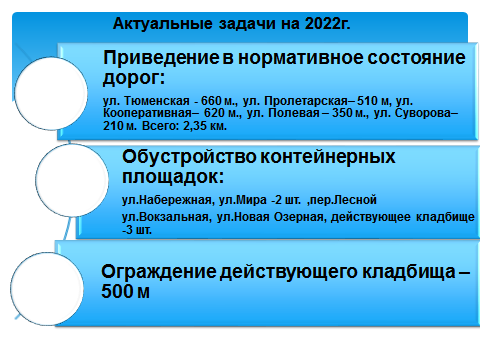 Актуальные задачи на 2022г.
Приведение в нормативное состояние
дорог:
ул. Тюменская - 660 м., ул. Пролетарская– 510 м, ул.
Кооперативная– 620 м., ул. Полевая – 350 м., ул. Суворова–
210 м. Всего: 2,35 км.
Обустройство контейнерных
площадок:
ул.Набережная, ул.Мира -2 шт. ,пер.Лесной
ул.Вокзальная, ул.Новая Озерная, действующее кладбище
-3 шт.
Ограждение действующего кладбища –
500 м